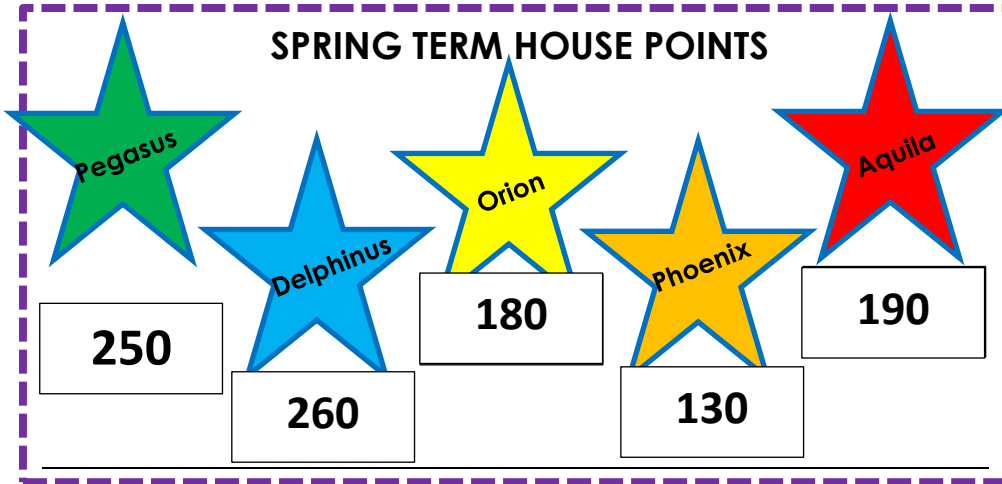 SPRING TERM HOUSE POINTS
Pegasus
Delphinus
Orion
Phoenix
Aquila
250
260
180
130
190